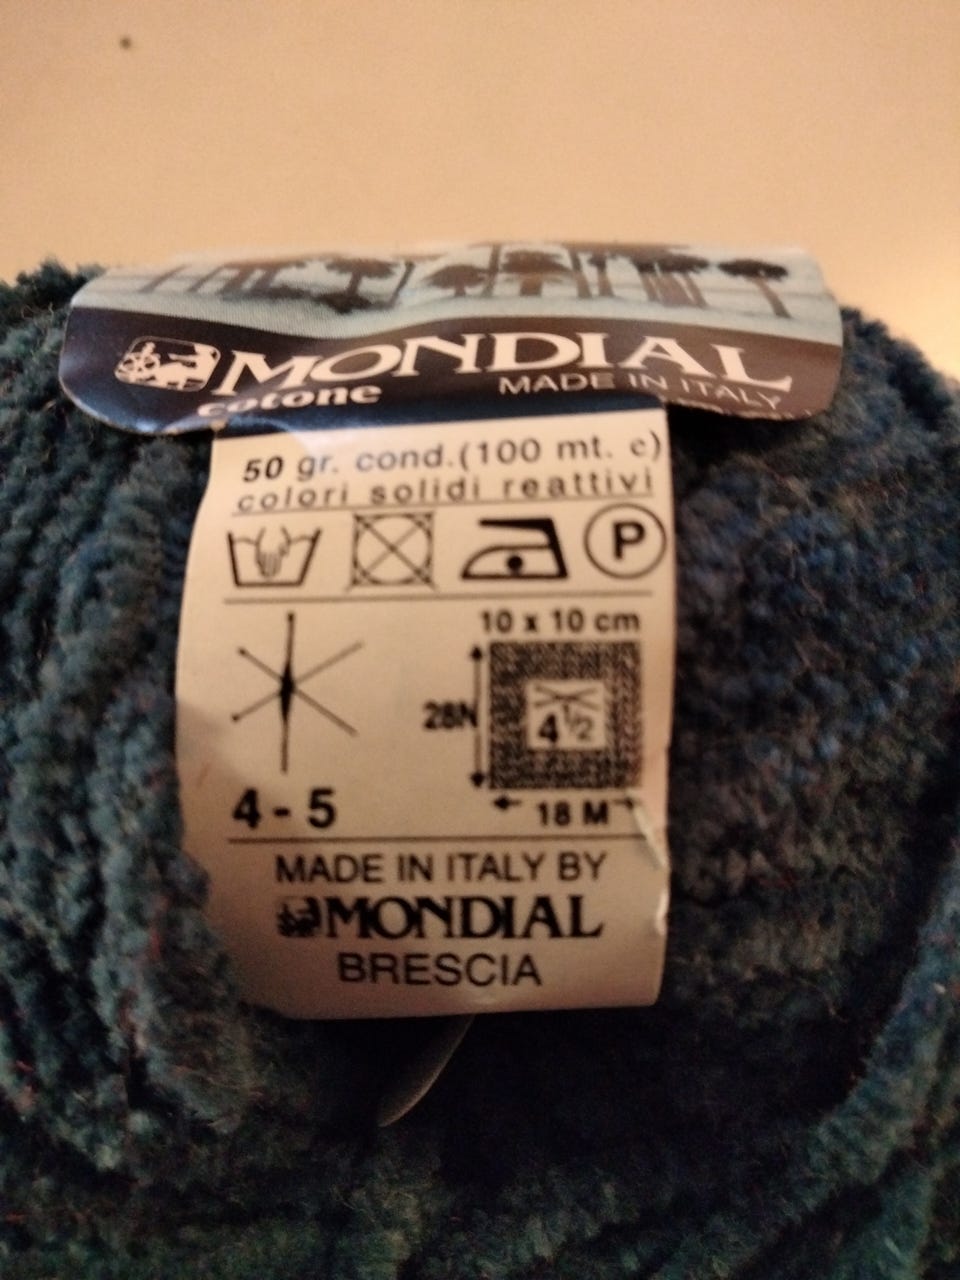 MONDIAL
cotone
MADE IN ITALY
50 gr. cond.(100 mt. c)
colori solidi reattivi
P
10 x 10 cm
28N
4 1/2
4 - 5
18 M
MADE IN ITALY BY
MONDIAL
BRESCIA